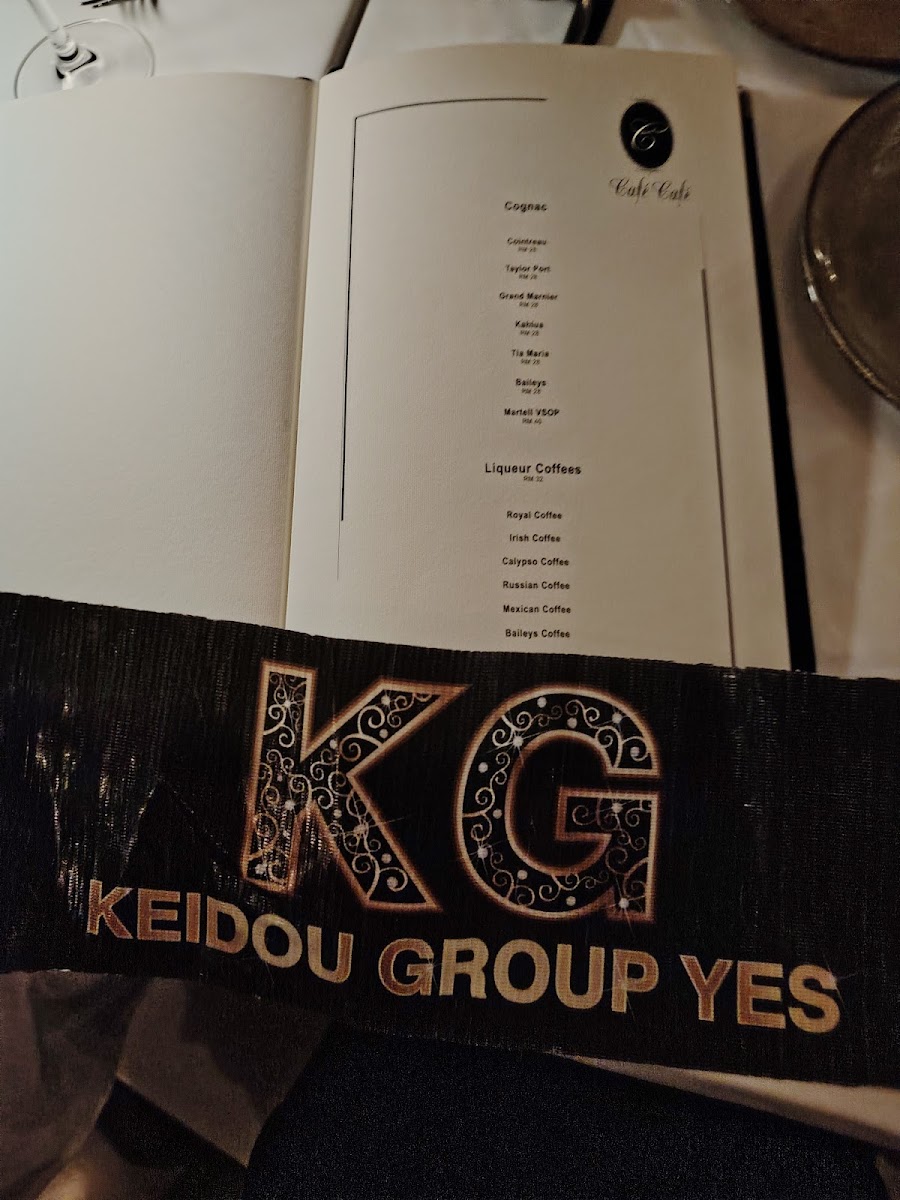 C
Café Café
Cognac
Cointreau
Taylor Port
Grand Marnier
Kahlua
Tia Maria
Baileys
Martell VSOP
Liqueur Coffees
RM 32
Royal Coffee
Irish Coffee
Calypso Coffee
Russian Coffee
Mexican Coffee
Baileys Coffee
KG
KEIDOU GROUP YES